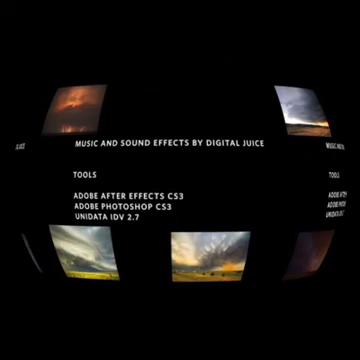 MUSIC AND SOUND EFFECTS BY DIGITAL JUICE
TOOLS
ADOBE AFTER EFFECTS CS3
ADOBE PHOTOSHOP CS3
UNIDATA IDV 2.7
TOOLS